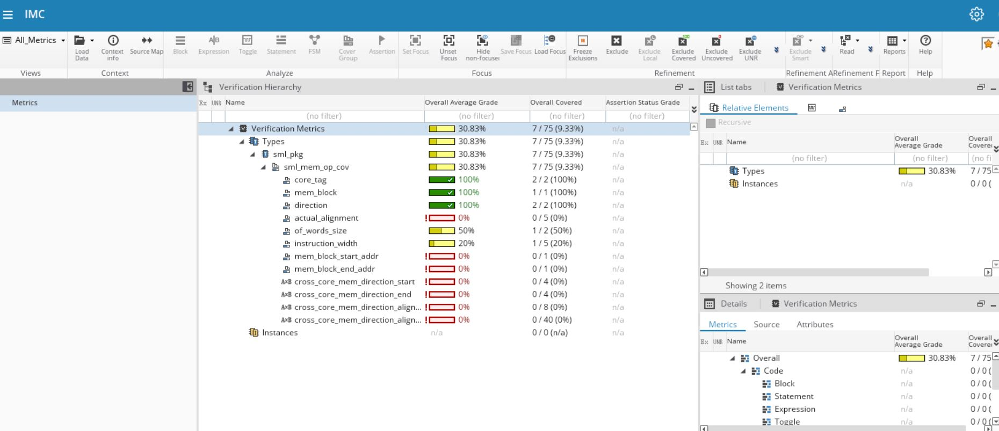 IMC
All_Metrics
Load Data
Context info
Source Map
Block
A|B
Expression
Toggle
Statement
FSM
Cover Group
Assertion
Set Focus
Unset Focus
Hide non-focused
Save Focus
Load Focus
Freeze Exclusions
Exclude
Exclude Local
Exclude Covered
Exclude Uncovered
Exclude UNR
Exclude Smart
Read
Reports
Help
Views
Context
Analyze
Focus
Refinement
Refinement A
Refinement F
Report
Help
Metrics
Verification Hierarchy
Ex UNR Name Overall Average Grade Overall Covered Assertion Status Grade
(no filter) (no filter) (no filter) (no filter)
Verification Metrics 30.83% 7 / 75 (9.33%) n/a
Types 30.83% 7 / 75 (9.33%) n/a
sml_pkg 30.83% 7 / 75 (9.33%) n/a
sml_mem_op_cov 30.83% 7 / 75 (9.33%) n/a
core_tag 100% 2 / 2 (100%) n/a
mem_block 100% 1 / 1 (100%) n/a
direction 100% 2 / 2 (100%) n/a
actual_alignment ! 0% 0 / 5 (0%) n/a
of_words_size 50% 1 / 2 (50%) n/a
instruction_width 20% 1 / 5 (20%) n/a
mem_block_start_addr ! 0% 0 / 1 (0%) n/a
mem_block_end_addr ! 0% 0 / 1 (0%) n/a
A×B cross_core_mem_direction_start ! 0% 0 / 4 (0%) n/a
A×B cross_core_mem_direction_end ! 0% 0 / 4 (0%) n/a
A×B cross_core_mem_direction_align... ! 0% 0 / 8 (0%) n/a
A×B cross_core_mem_direction_align... ! 0% 0 / 40 (0%) n/a
Instances n/a 0 / 0 (n/a) n/a
List tabs Verification Metrics
Relative Elements
Recursive
Ex UNR Name Overall Average Grade Overall Covere
(no filter) (no filter) (no fi
Types 30.83% 7 / 75
Instances n/a 0 / 0 (
Showing 2 items
Details Verification Metrics
Metrics Source Attributes
Ex UNR Name Overall Average Grade Overall Covere
Overall 30.83% 7 / 75
Code n/a 0 / 0 (
Block n/a 0 / 0 (
Statement n/a 0 / 0 (
Expression n/a 0 / 0 (
Toggle n/a 0 / 0 (